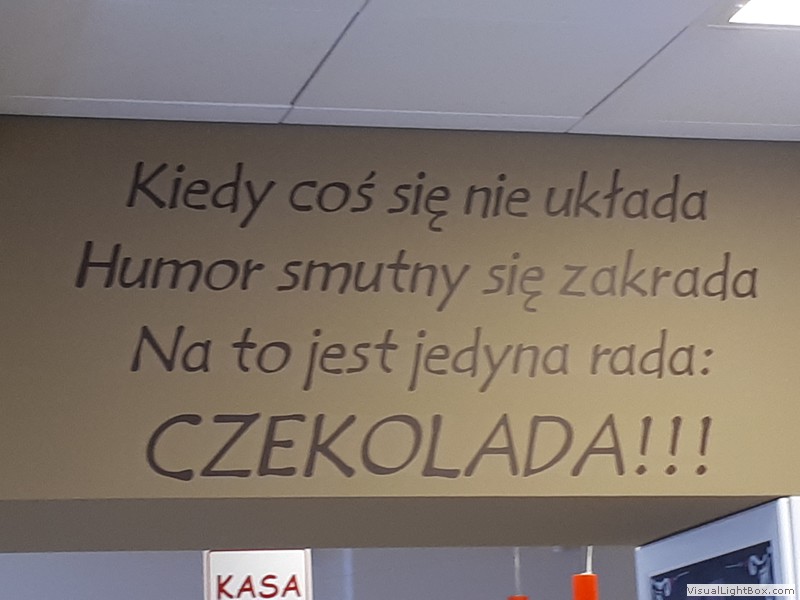 Kiedy coś się nie układa
Humor smutny się zakrada
Na to jest jedyna rada:
CZEKOLADA!!!
KASA
VisualLightBox.com